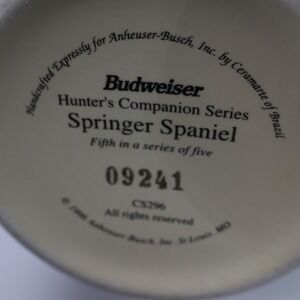 Handcrafted Expressly for Anheuser-Busch, Inc. by Ceramarte of Brazil
Budweiser
Hunter's Companion Series
Springer Spaniel
Fifth in a series of five
09241
CS296
All rights reserved
© 1996 Anheuser-Busch, Inc. St Louis, MO